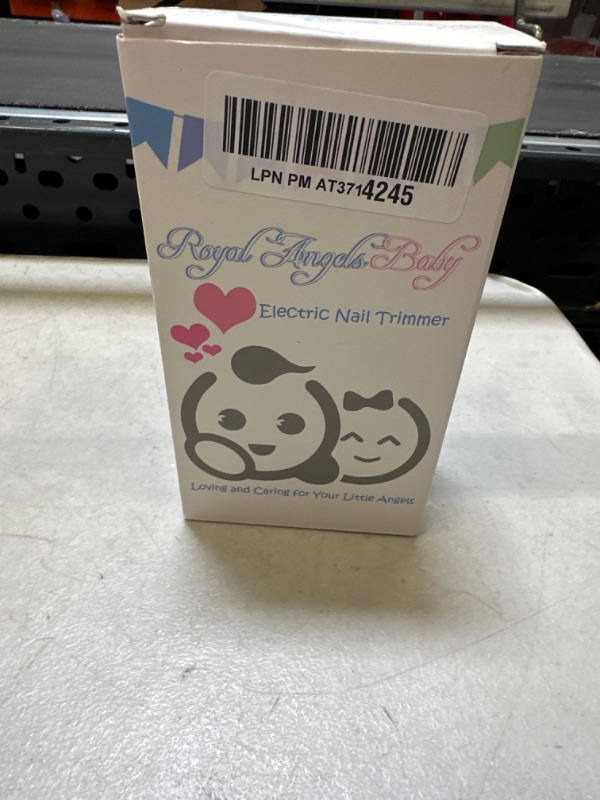 LPN PM AT3714245
Royal Angels Baby
Electric Nail Trimmer
Loving and Caring for Your Little Angels